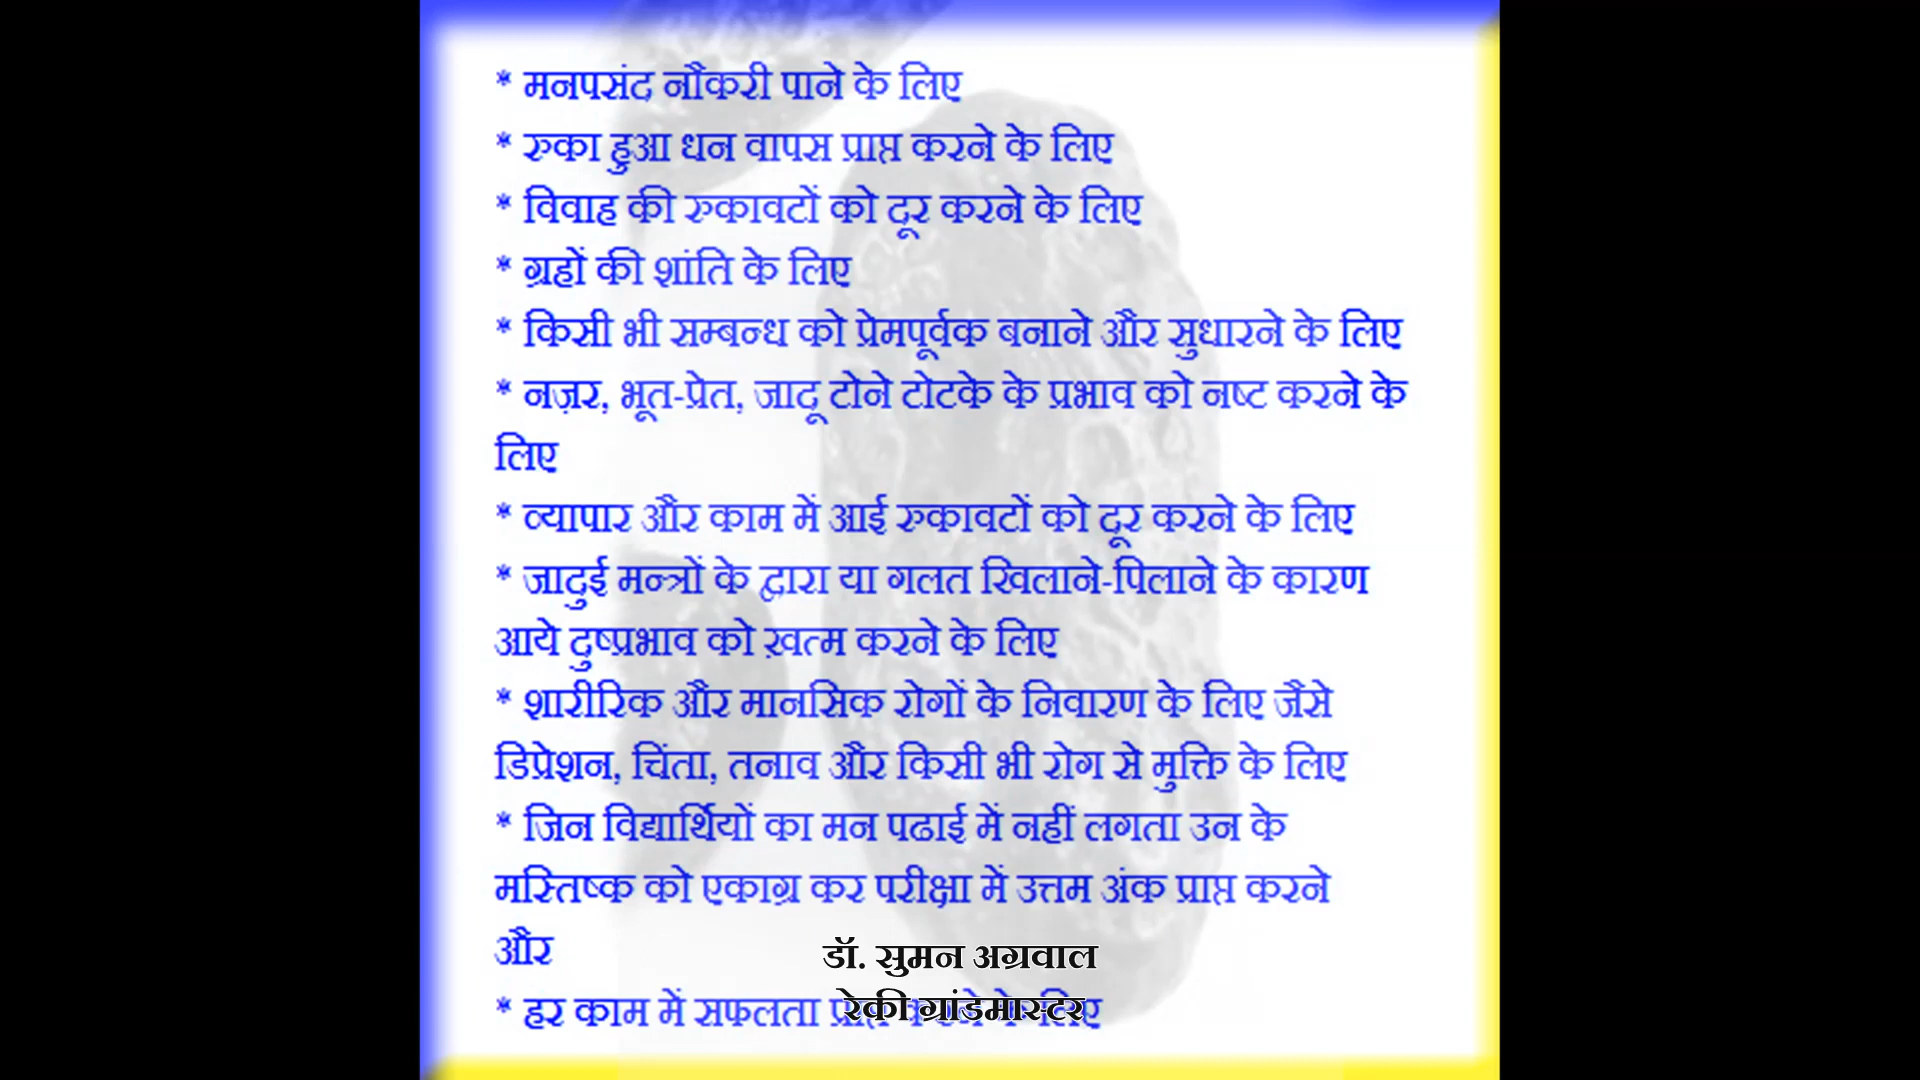 * मनपसंद नौकरी पाने के लिए
* रुका हुआ धन वापस प्राप्त करने के लिए
* विवाह की रुकावटों को दूर करने के लिए
* ग्रहों की शांति के लिए
* किसी भी सम्बन्ध को प्रेमपूर्वक बनाने और सुधारने के लिए
* नज़र, भूत-प्रेत, जादू टोने टोटके के प्रभाव को नष्ट करने के
लिए
* व्यापार और काम में आई रुकावटों को दूर करने के लिए
* जादुई मन्त्रों के द्वारा या गलत खिलाने-पिलाने के कारण
आये दुष्प्रभाव को ख़त्म करने के लिए
* शारीरिक और मानसिक रोगों के निवारण के लिए जैसे
डिप्रेशन, चिंता, तनाव और किसी भी रोग से मुक्ति के लिए
* जिन विद्यार्थियों का मन पढाई में नहीं लगता उन के
मस्तिष्क को एकाग्र कर परीक्षा में उत्तम अंक प्राप्त करने
और
* हर काम में सफलता प्राप्त करने के लिए
डॉ. सुमन अग्रवाल
रेकी ग्रांडमास्टर